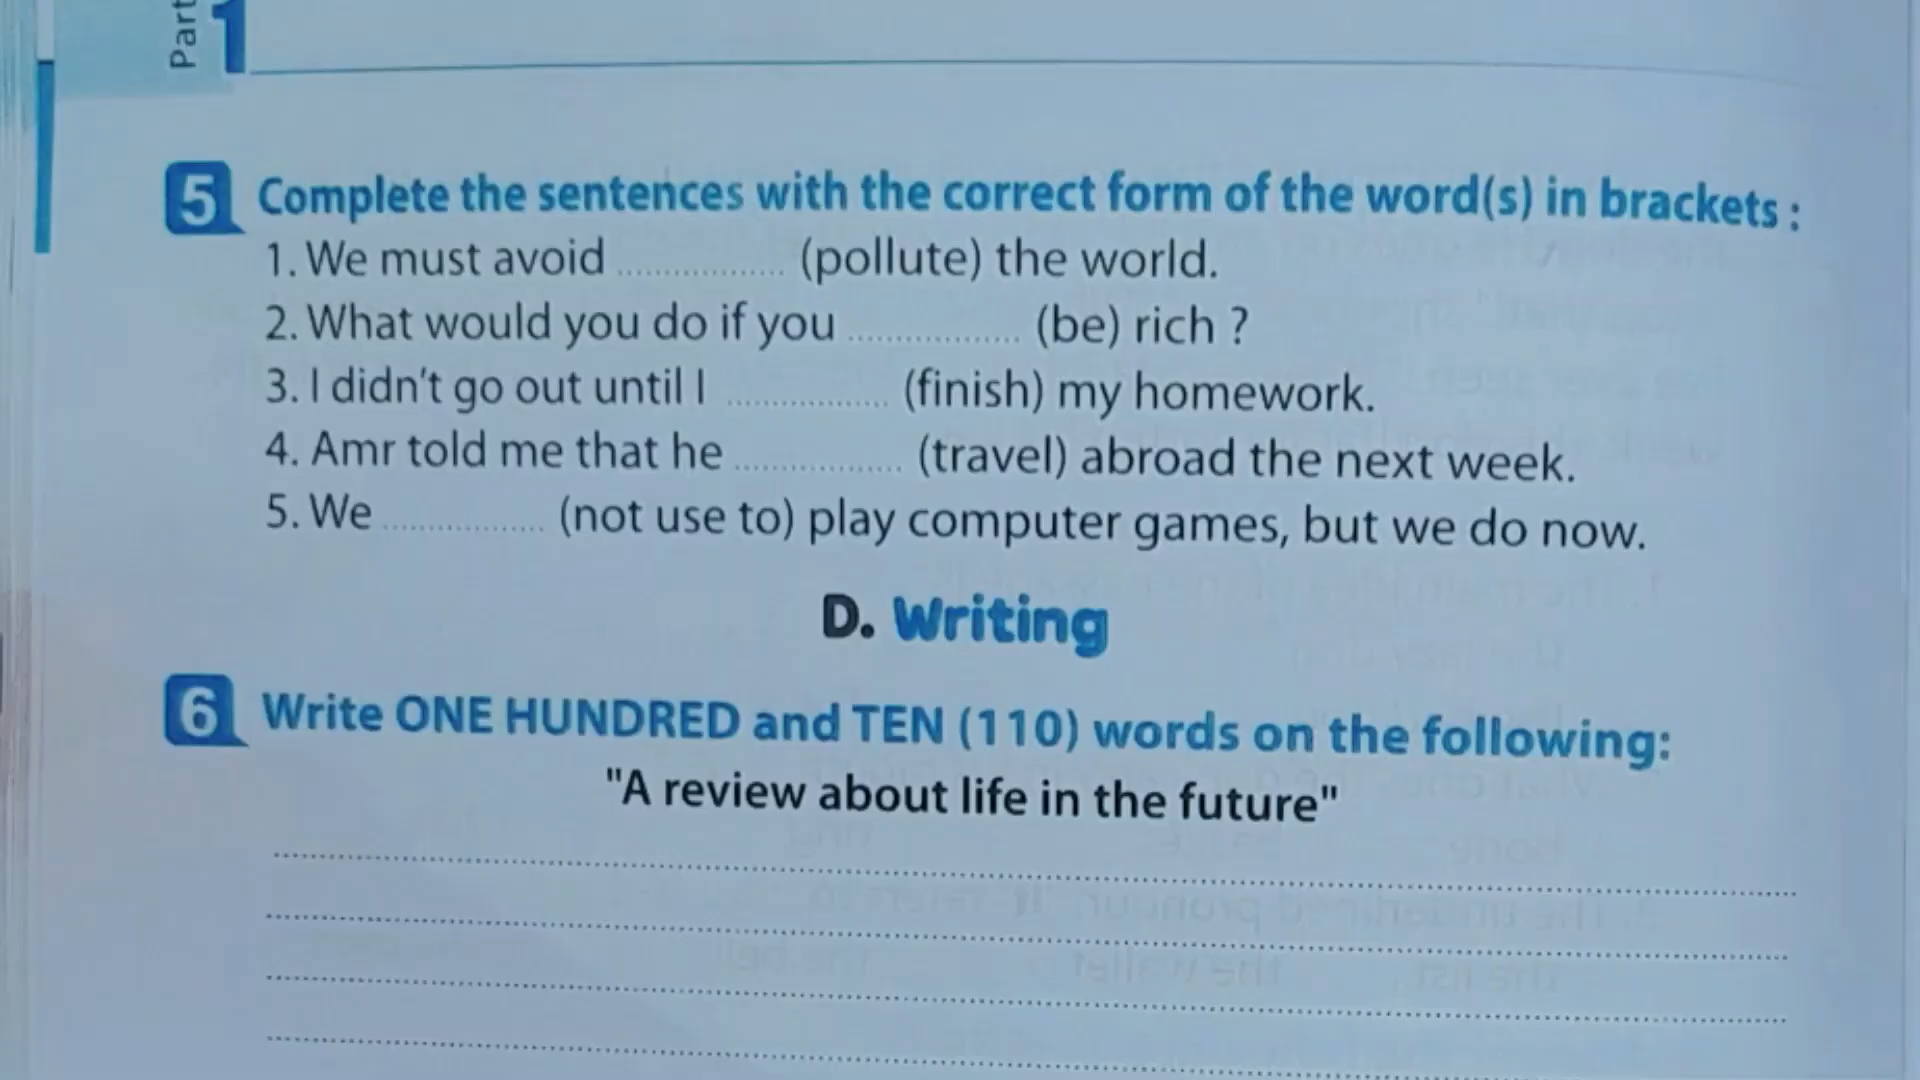 Part
1
5 Complete the sentences with the correct form of the word(s) in brackets :
1. We must avoid ................ (pollute) the world.
2. What would you do if you ................ (be) rich ?
3. I didn't go out until I ................ (finish) my homework.
4. Amr told me that he ................ (travel) abroad the next week.
5. We ................ (not use to) play computer games, but we do now.
D. Writing
6 Write ONE HUNDRED and TEN (110) words on the following:
"A review about life in the future"